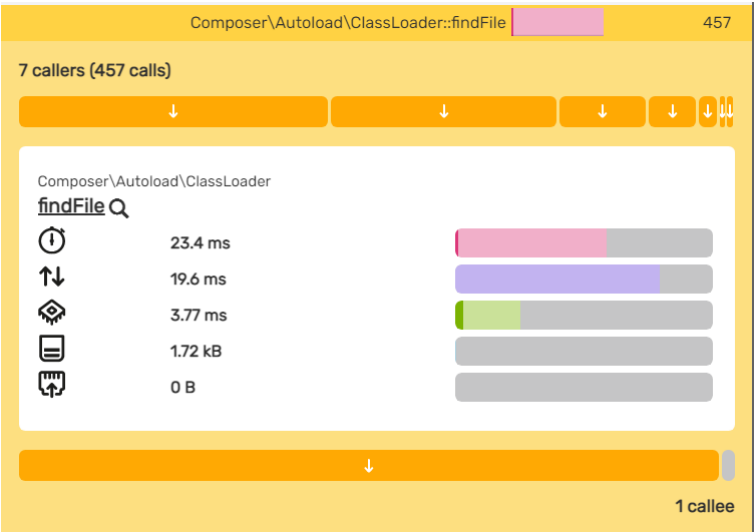 Composer\Autoload\ClassLoader::findFile 457
7 callers (457 calls)
Composer\Autoload\ClassLoader
findFile
23.4 ms
19.6 ms
3.77 ms
1.72 kB
0 B
1 callee